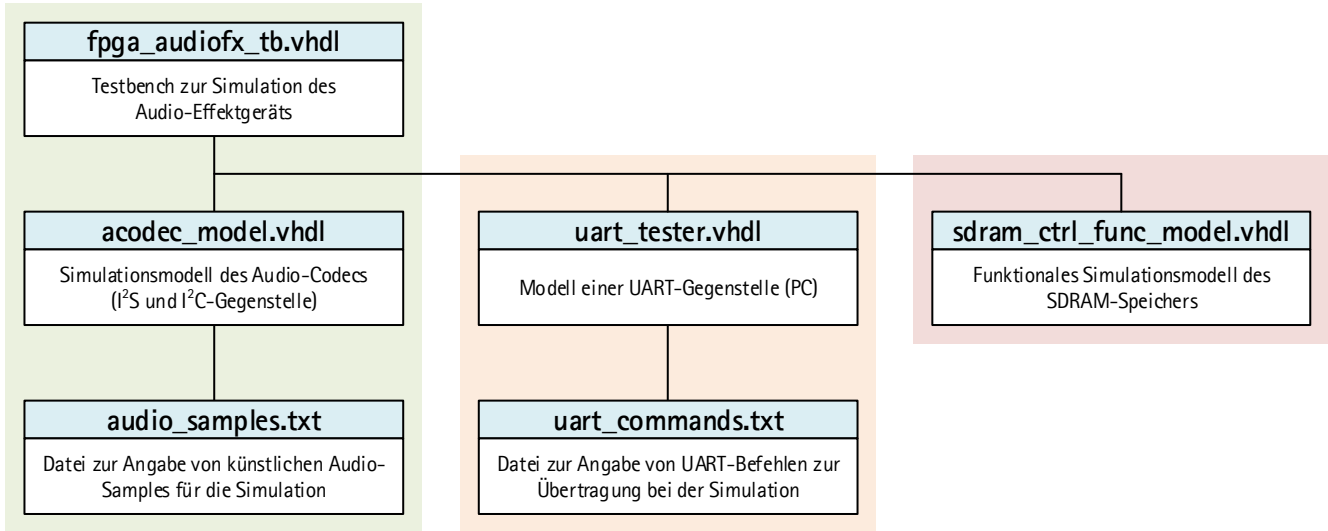 fpga_audiofx_tb.vhdl
Testbench zur Simulation des
Audio-Effektgeräts
acodec_model.vhdl
Simulationsmodell des Audio-Codecs
(I²S und I²C-Gegenstelle)
uart_tester.vhdl
Modell einer UART-Gegenstelle (PC)
sdram_ctrl_func_model.vhdl
Funktionales Simulationsmodell des
SDRAM-Speichers
audio_samples.txt
Datei zur Angabe von künstlichen Audio-
Samples für die Simulation
uart_commands.txt
Datei zur Angabe von UART-Befehlen zur
Übertragung bei der Simulation